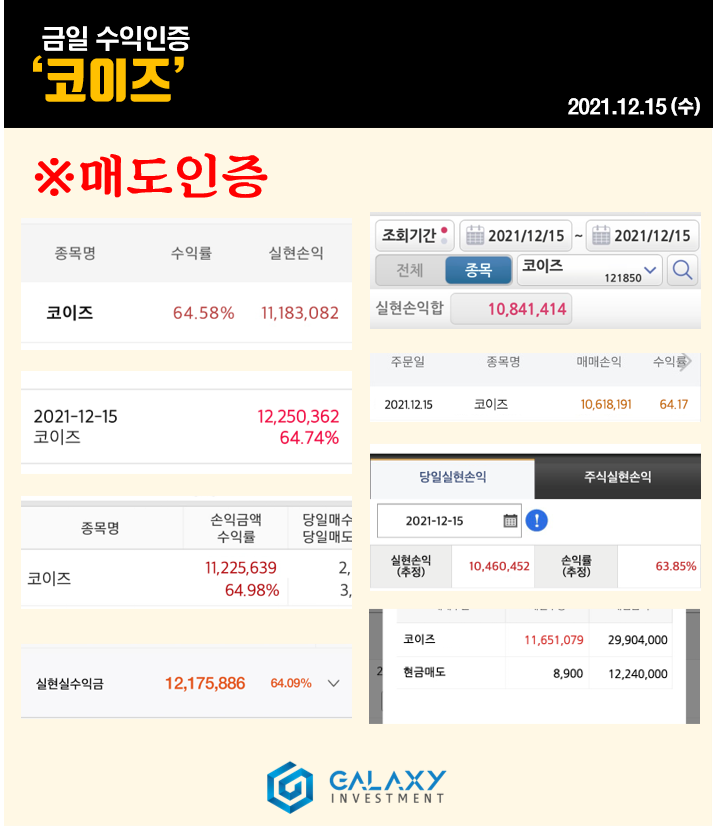 금일 수익인증
‘코이즈’
2021.12.15 (수)
※매도인증
종목명 수익률 실현손익
코이즈 64.58% 11,183,082
2021-12-15 12,250,362
코이즈 64.74%
종목명 손익금액 당일매수
수익률 당일매도
코이즈 11,225,639 2,
64.98% 3,
실현실수익금 12,175,886 64.09%
조회기간 2021/12/15 ~ 2021/12/15
전체 종목 코이즈 121850
실현손익합 10,841,414
주문일 종목명 매매손익 수익률
2021.12.15 코이즈 10,618,191 64.17
당일실현손익 주식실현손익
2021-12-15 !
실현손익 (추정) 10,460,452 손익률 (추정) 63.85%
코이즈 11,651,079 29,904,000
2
현금매도 8,900 12,240,000
GALAXY
INVESTMENT